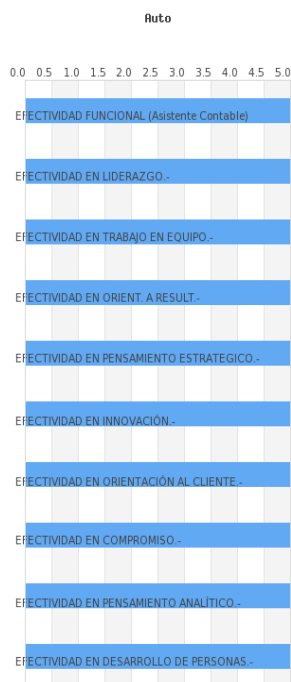 Auto
0.0 0.5 1.0 1.5 2.0 2.5 3.0 3.5 4.0 4.5 5.0
EFECTIVIDAD FUNCIONAL (Asistente Contable)
EFECTIVIDAD EN LIDERAZGO.-
EFECTIVIDAD EN TRABAJO EN EQUIPO.-
EFECTIVIDAD EN ORIENT. A RESULT.-
EFECTIVIDAD EN PENSAMIENTO ESTRATEGICO.-
EFECTIVIDAD EN INNOVACIÓN.-
EFECTIVIDAD EN ORIENTACIÓN AL CLIENTE.-
EFECTIVIDAD EN COMPROMISO.-
EFECTIVIDAD EN PENSAMIENTO ANALÍTICO.-
EFECTIVIDAD EN DESARROLLO DE PERSONAS.-